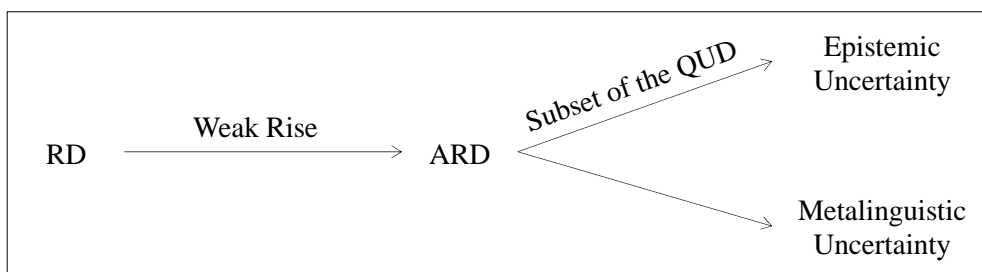 Epistemic
Uncertainty
Subset of the QUD
Weak Rise
RD
ARD
Metalinguistic
Uncertainty